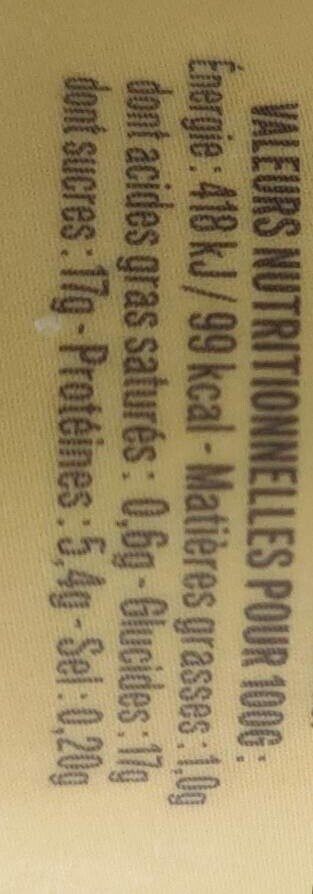 VALEURS NUTRITIONNELLES POUR 100G :
Énergie : 418 kJ / 99 kcal - Matières grasses : 1,0g
dont acides gras saturés : 0,6g - Glucides : 17g
dont sucres : 17g - Protéines : 5,4g - Sel : 0,20g